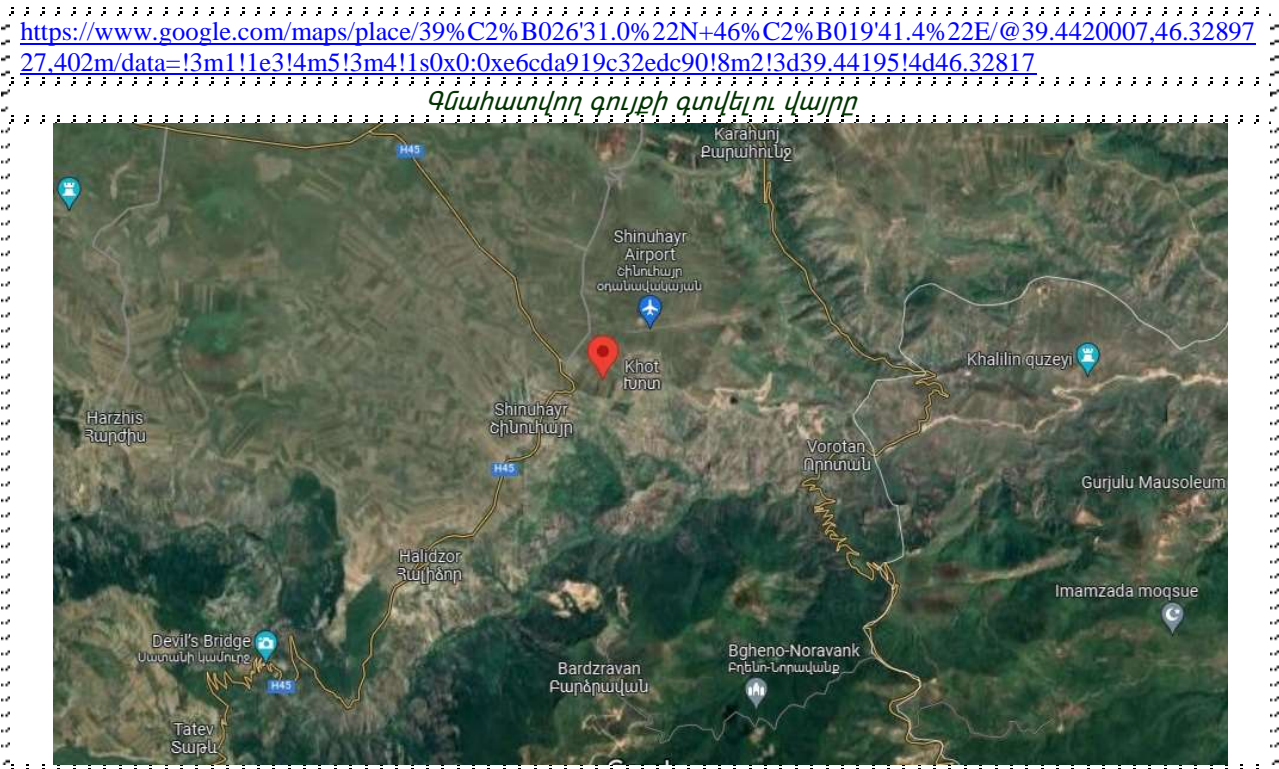 https://www.google.com/maps/place/39%C2%B026'31.0%22N+46%C2%B019'41.4%22E/@39.4420007,46.32897
27,402m/data=!3m1!1e3!4m5!3m4!1s0x0:0xe6cda919c32edc90!8m2!3d39.44195!4d46.32817
Գնահատվող գույքի գտվելու վայրը
Karahunj
Քարահունջ
H45
Shinuhayr
Airport
Շինուհայր
օդանավակայան
Khot
Խոտ
Khalilin quzeyi
Harzhis
Հարժիս
Shinuhayr
Շինուհայր
H45
Vorotan
Որոտան
Gurjulu Mausoleum
Halidzor
Հալիձոր
Imamzada moqsue
Devil's Bridge
Սատանի կամուրջ
H45
Bgheno-Noravank
Բղենո-Նորավանք
Bardzravan
Բարձրավան
Tatev
Տաթև